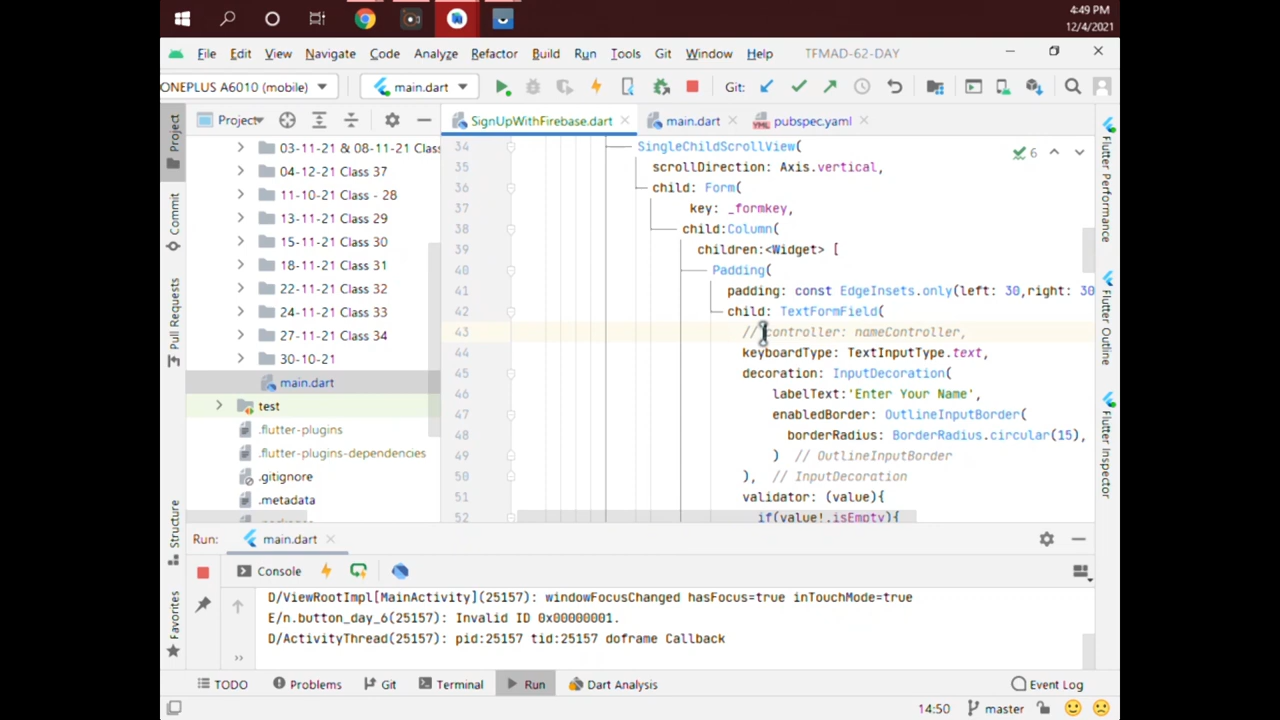 4:49 PM
12/4/2021
File Edit View Navigate Code Analyze Refactor Build Run Tools Git Window Help TFMAD-62-DAY
ONEPLUS A6010 (mobile) main.dart Git:
Project SignUpWithFirebase.dart main.dart pubspec.yaml
Project
Commit
Pull Requests
Structure
Favorites
03-11-21 & 08-11-21 Clas
04-12-21 Class 37
11-10-21 Class - 28
13-11-21 Class 29
15-11-21 Class 30
18-11-21 Class 31
22-11-21 Class 32
24-11-21 Class 33
27-11-21 Class 34
30-10-21
main.dart
test
.flutter-plugins
.flutter-plugins-dependencies
.gitignore
.metadata
6
34 SingleChildScrollView(
35 scrollDirection: Axis.vertical,
36 child: Form(
37 key: _formkey,
38 child:Column(
39 children:<Widget> [
40 Padding(
41 padding: const EdgeInsets.only(left: 30,right: 30
42 child: TextFormField(
43 // controller: nameController,
44 keyboardType: TextInputType.text,
45 decoration: InputDecoration(
46 labelText:'Enter Your Name',
47 enabledBorder: OutlineInputBorder(
48 borderRadius: BorderRadius.circular(15),
49 ) // OutlineInputBorder
50 ), // InputDecoration
51 validator: (value){
52 if(value!.isEmpty){
Flutter Performance
Flutter Outline
Flutter Inspector
Run: main.dart
Console
D/ViewRootImpl[MainActivity](25157): windowFocusChanged hasFocus=true inTouchMode=true
E/n.button_day_6(25157): Invalid ID 0x00000001.
D/ActivityThread(25157): pid:25157 tid:25157 doframe Callback
TODO Problems Git Terminal Run Dart Analysis Event Log
14:50 master